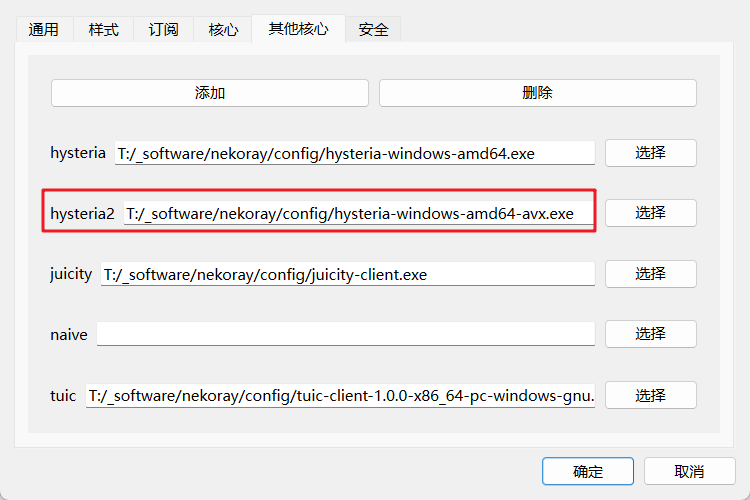 通用 样式 订阅 核心 其他核心 安全
添加 删除
hysteria T:/_software/nekoray/config/hysteria-windows-amd64.exe 选择
hysteria2 T:/_software/nekoray/config/hysteria-windows-amd64-avx.exe 选择
juicity T:/_software/nekoray/config/juicity-client.exe 选择
naive 选择
tuic T:/_software/nekoray/config/tuic-client-1.0.0-x86_64-pc-windows-gnu. 选择
确定 取消